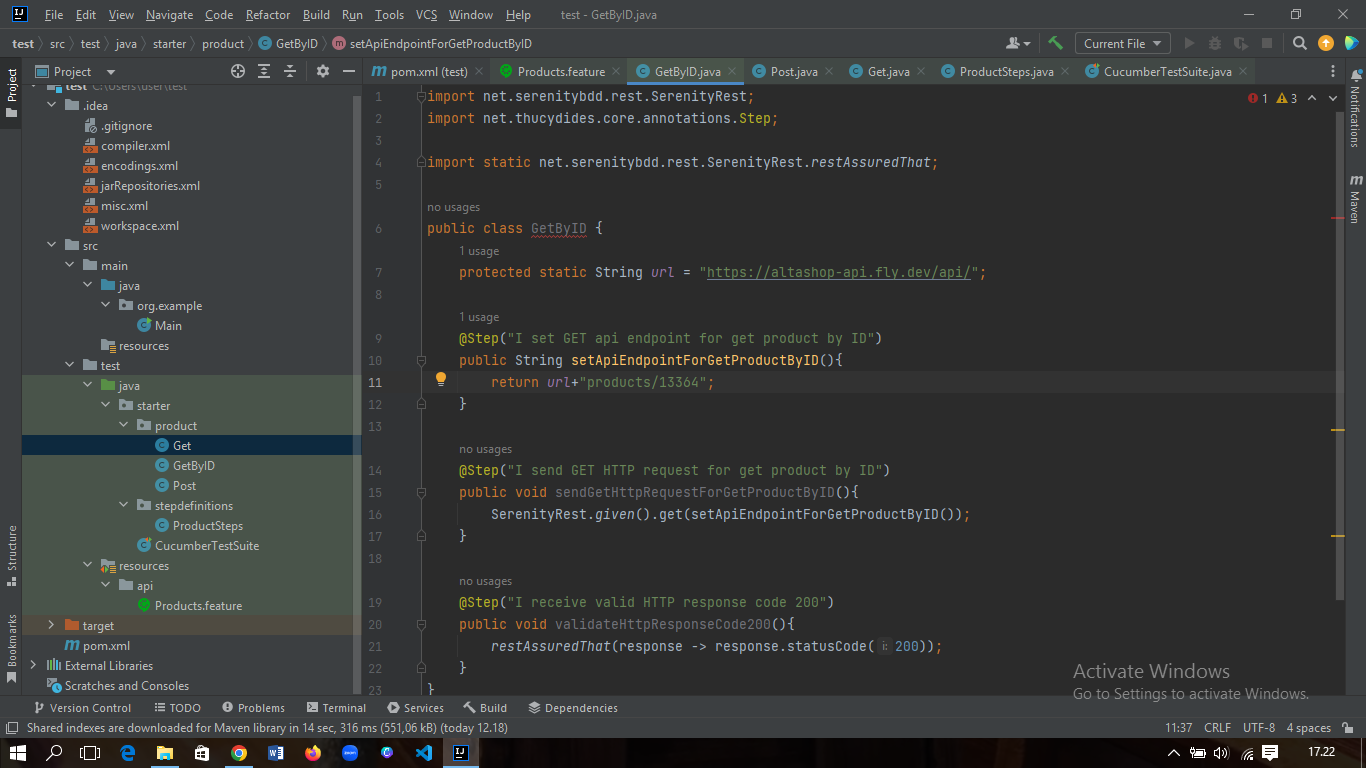 File Edit View Navigate Code Refactor Build Run Tools VCS Window Help test - GetByID.java
test src test java starter product GetByID m setApiEndpointForGetProductByID Current File
Project
m pom.xml (test) Products.feature GetByID.java Post.java Get.java ProductSteps.java CucumberTestSuite.java
test C:\Users\user\test
.idea
.gitignore
compiler.xml
encodings.xml
jarRepositories.xml
misc.xml
workspace.xml
src
main
java
org.example
Main
resources
test
java
starter
product
Get
GetByID
Post
stepdefinitions
ProductSteps
CucumberTestSuite
resources
api
Products.feature
target
m pom.xml
External Libraries
Scratches and Consoles
1 import net.serenitybdd.rest.SerenityRest;
2 import net.thucydides.core.annotations.Step;
3
4 import static net.serenitybdd.rest.SerenityRest.restAssuredThat;
5
no usages
6 public class GetByID {
1 usage
7 protected static String url = "https://altashop-api.fly.dev/api/";
8
1 usage
9 @Step("I set GET api endpoint for get product by ID")
10 public String setApiEndpointForGetProductByID(){
11 return url+"products/13364";
12 }
13
no usages
14 @Step("I send GET HTTP request for get product by ID")
15 public void sendGetHttpRequestForGetProductByID(){
16 SerenityRest.given().get(setApiEndpointForGetProductByID());
17 }
18
no usages
19 @Step("I receive valid HTTP response code 200")
20 public void validateHttpResponseCode200(){
21 restAssuredThat(response -> response.statusCode( i: 200));
22 }
23 }
1 3
Project
Structure
Bookmarks
Notifications
m Maven
Activate Windows
Go to Settings to activate Windows.
Version Control TODO Problems Terminal Services Build Dependencies
Shared indexes are downloaded for Maven library in 14 sec, 316 ms (551,06 kB) (today 12.18) 11:37 CRLF UTF-8 4 spaces
17.22